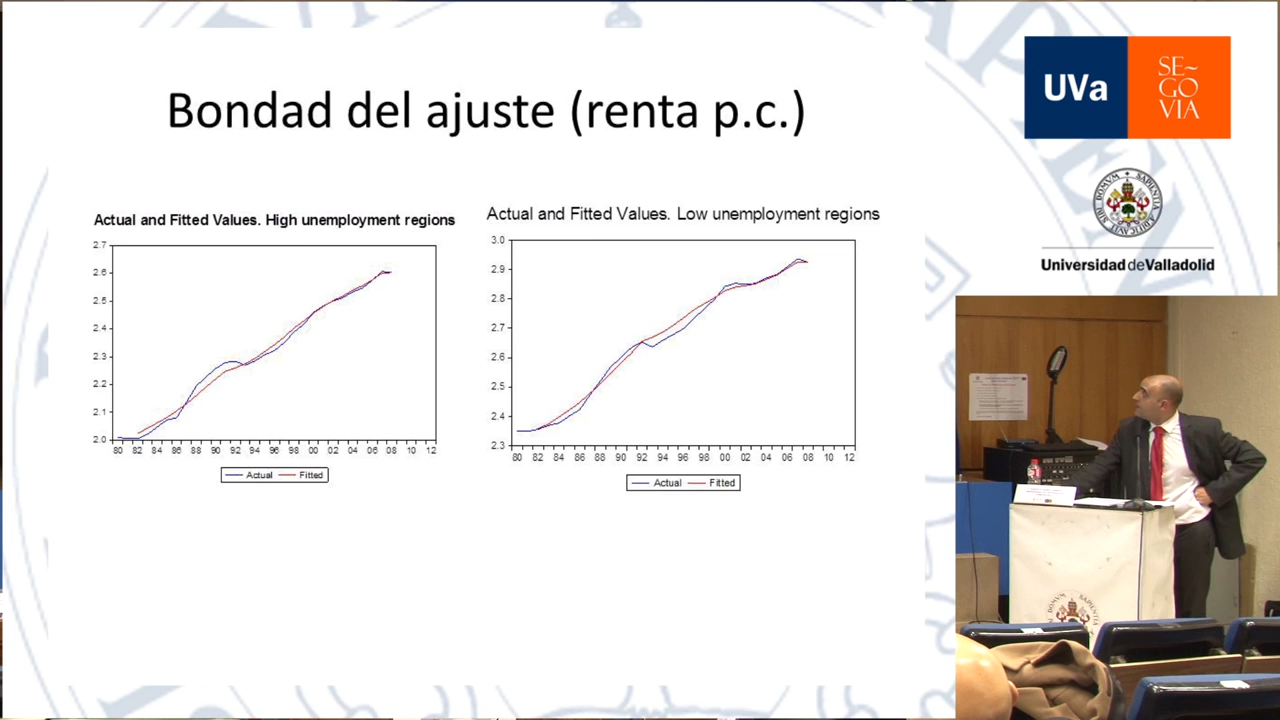 Bondad del ajuste (renta p.c.)
UVa
SE~
GO
VIA
Universidad de Valladolid
Actual and Fitted Values. High unemployment regions
2.7
2.6
2.5
2.4
2.3
2.2
2.1
2.0
80 82 84 86 88 90 92 94 96 98 00 02 04 06 08 10 12
Actual Fitted
Actual and Fitted Values. Low unemployment regions
3.0
2.9
2.8
2.7
2.6
2.5
2.4
2.3
80 82 84 86 88 90 92 94 96 98 00 02 04 06 08 10 12
Actual Fitted